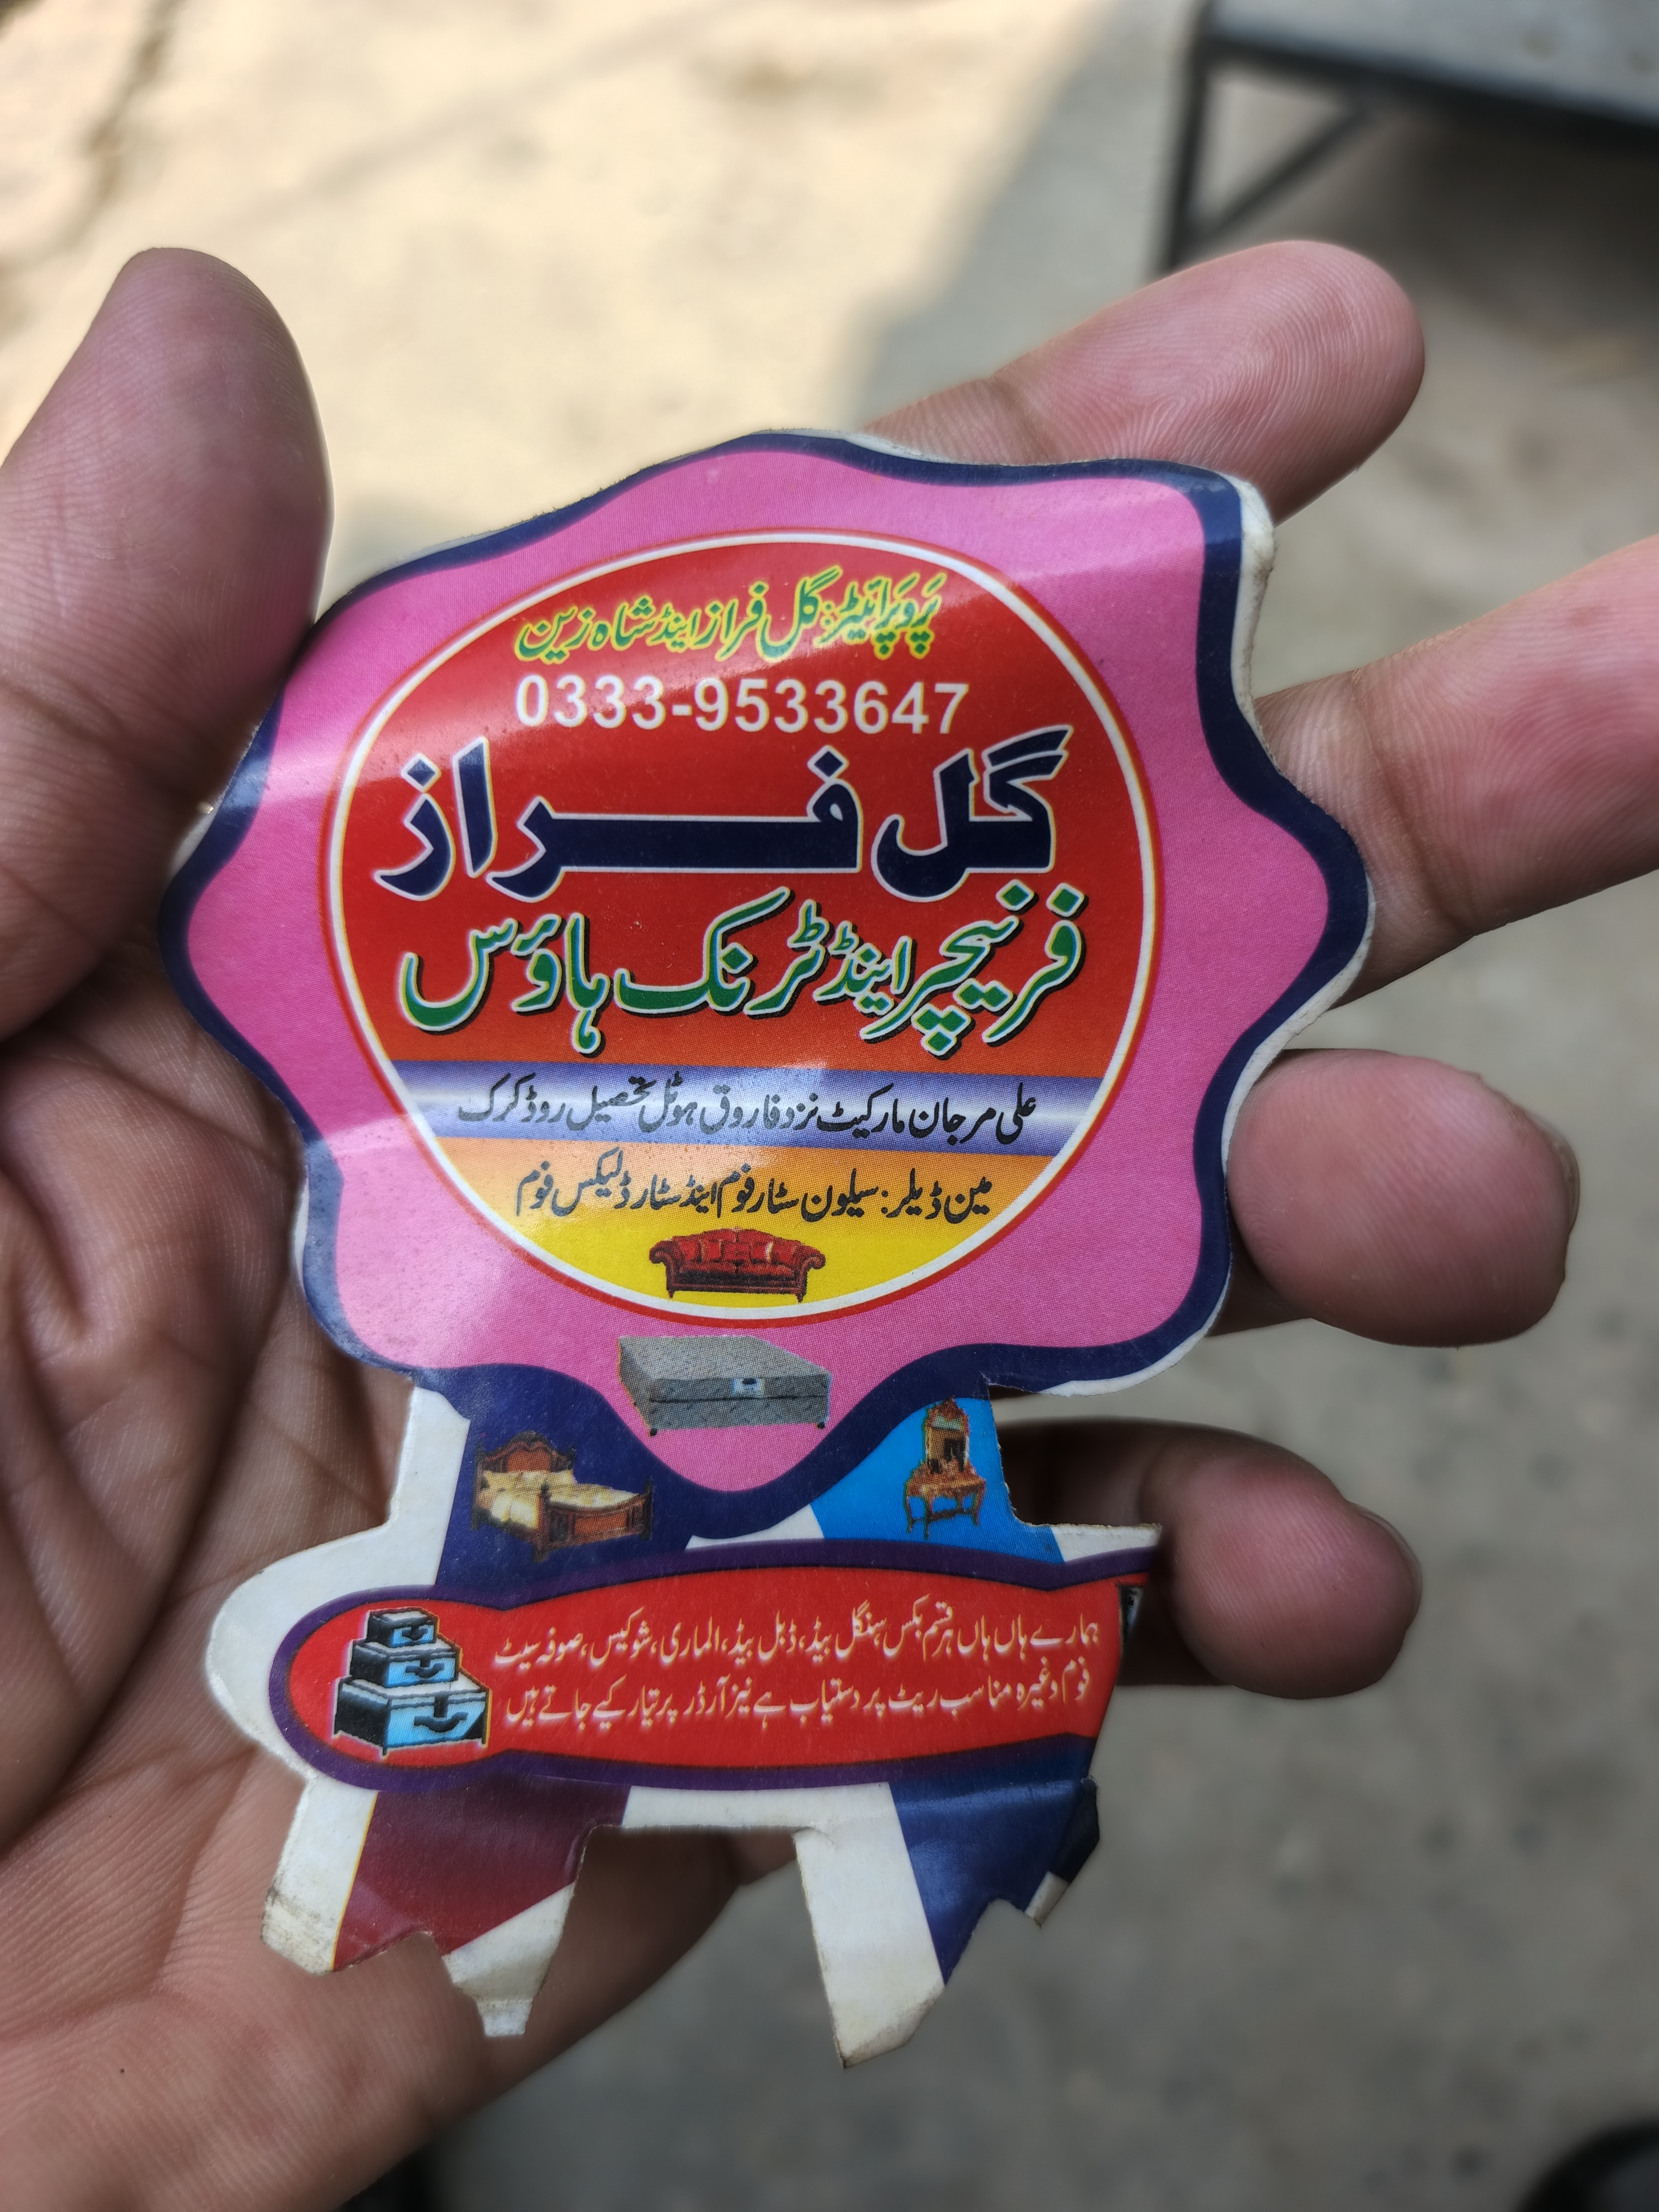 پروپرائیٹرز: گل فراز اینڈ شاہ زین
0333-9533647
گل فراز
فرنیچر اینڈ ٹرنک ہاؤس
علی مرجان مارکیٹ نزد فاروق ہوٹل تحصیل روڈ کرک
مین ڈیلر: سیلون سٹار فوم اینڈ سٹار ڈلیکس فوم
ہمارے ہاں ہاں ہر قسم بکس، سنگل بیڈ، ڈبل بیڈ، الماری، شوکیس، صوفہ سیٹ
فوم وغیرہ مناسب ریٹ پر دستیاب ہے نیز آرڈر پر تیار کیے جاتے ہیں